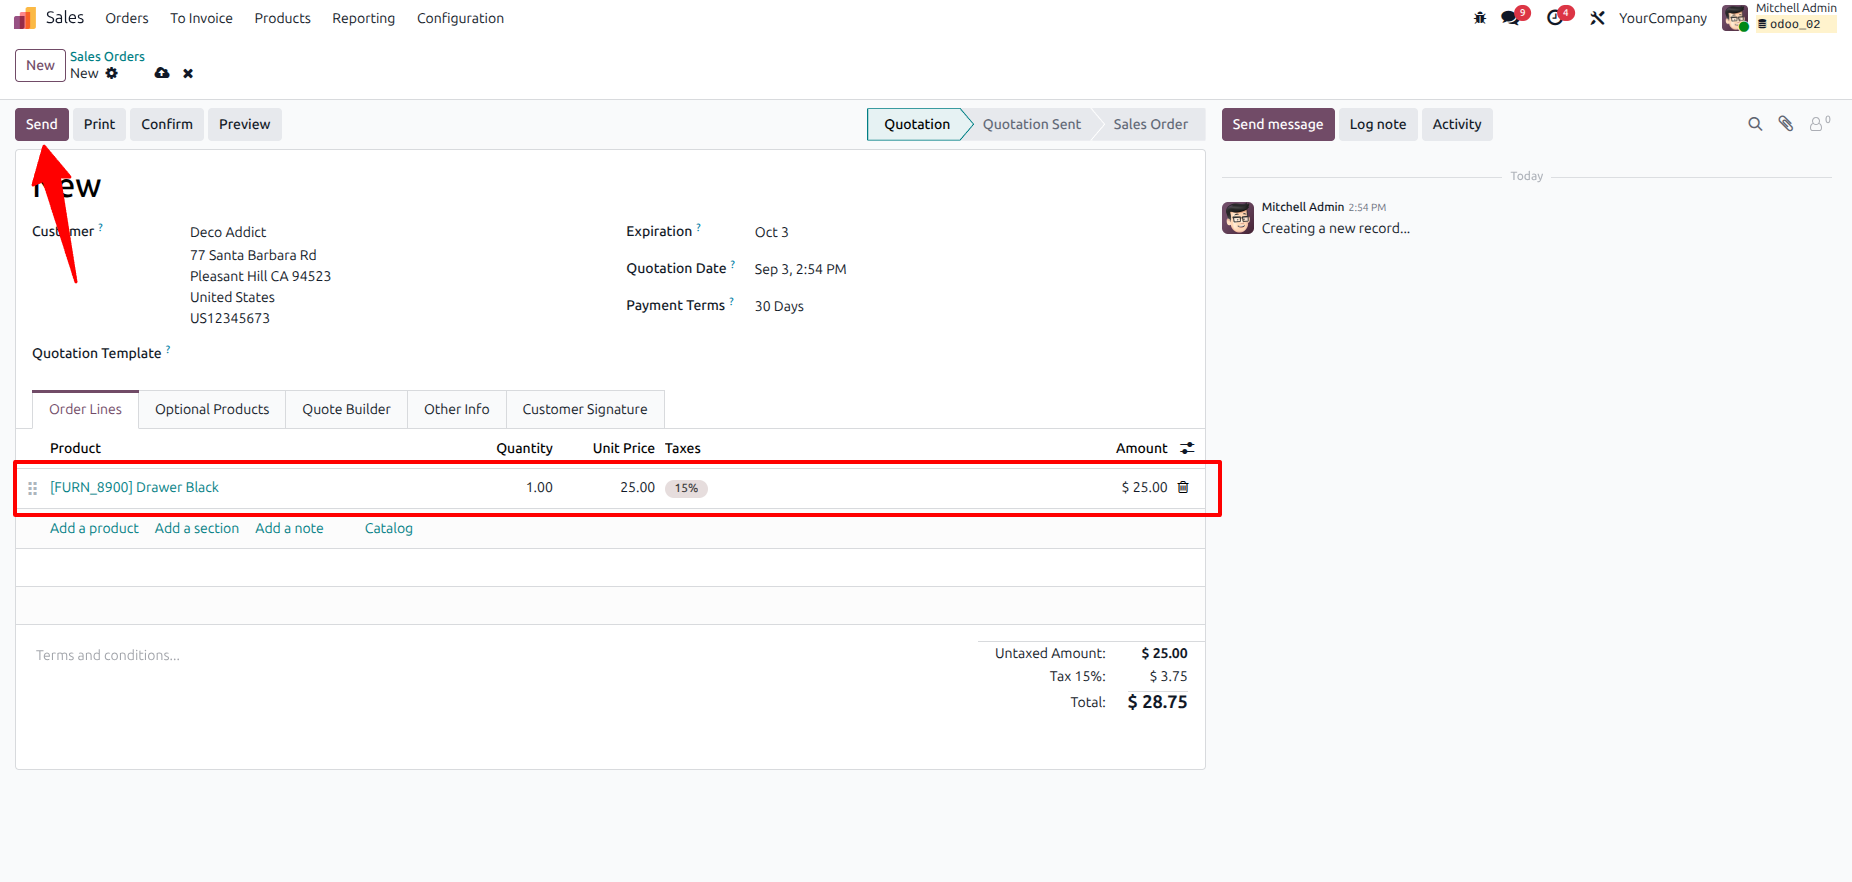 Sales Orders To Invoice Products Reporting Configuration 9 4 YourCompany Mitchell Admin
odoo_02
New Sales Orders
New
Send Print Confirm Preview Quotation Quotation Sent Sales Order Send message Log note Activity 0
Today
Customer ? Deco Addict
77 Santa Barbara Rd
Pleasant Hill CA 94523
United States
US12345673
Expiration ? Oct 3
Quotation Date ? Sep 3, 2:54 PM
Payment Terms ? 30 Days
Mitchell Admin 2:54 PM
Creating a new record...
Quotation Template ?
Order Lines Optional Products Quote Builder Other Info Customer Signature
Product Quantity Unit Price Taxes Amount
[FURN_8900] Drawer Black 1.00 25.00 15% $ 25.00
Add a product Add a section Add a note Catalog
Terms and conditions...
Untaxed Amount: $ 25.00
Tax 15%: $ 3.75
Total: $ 28.75